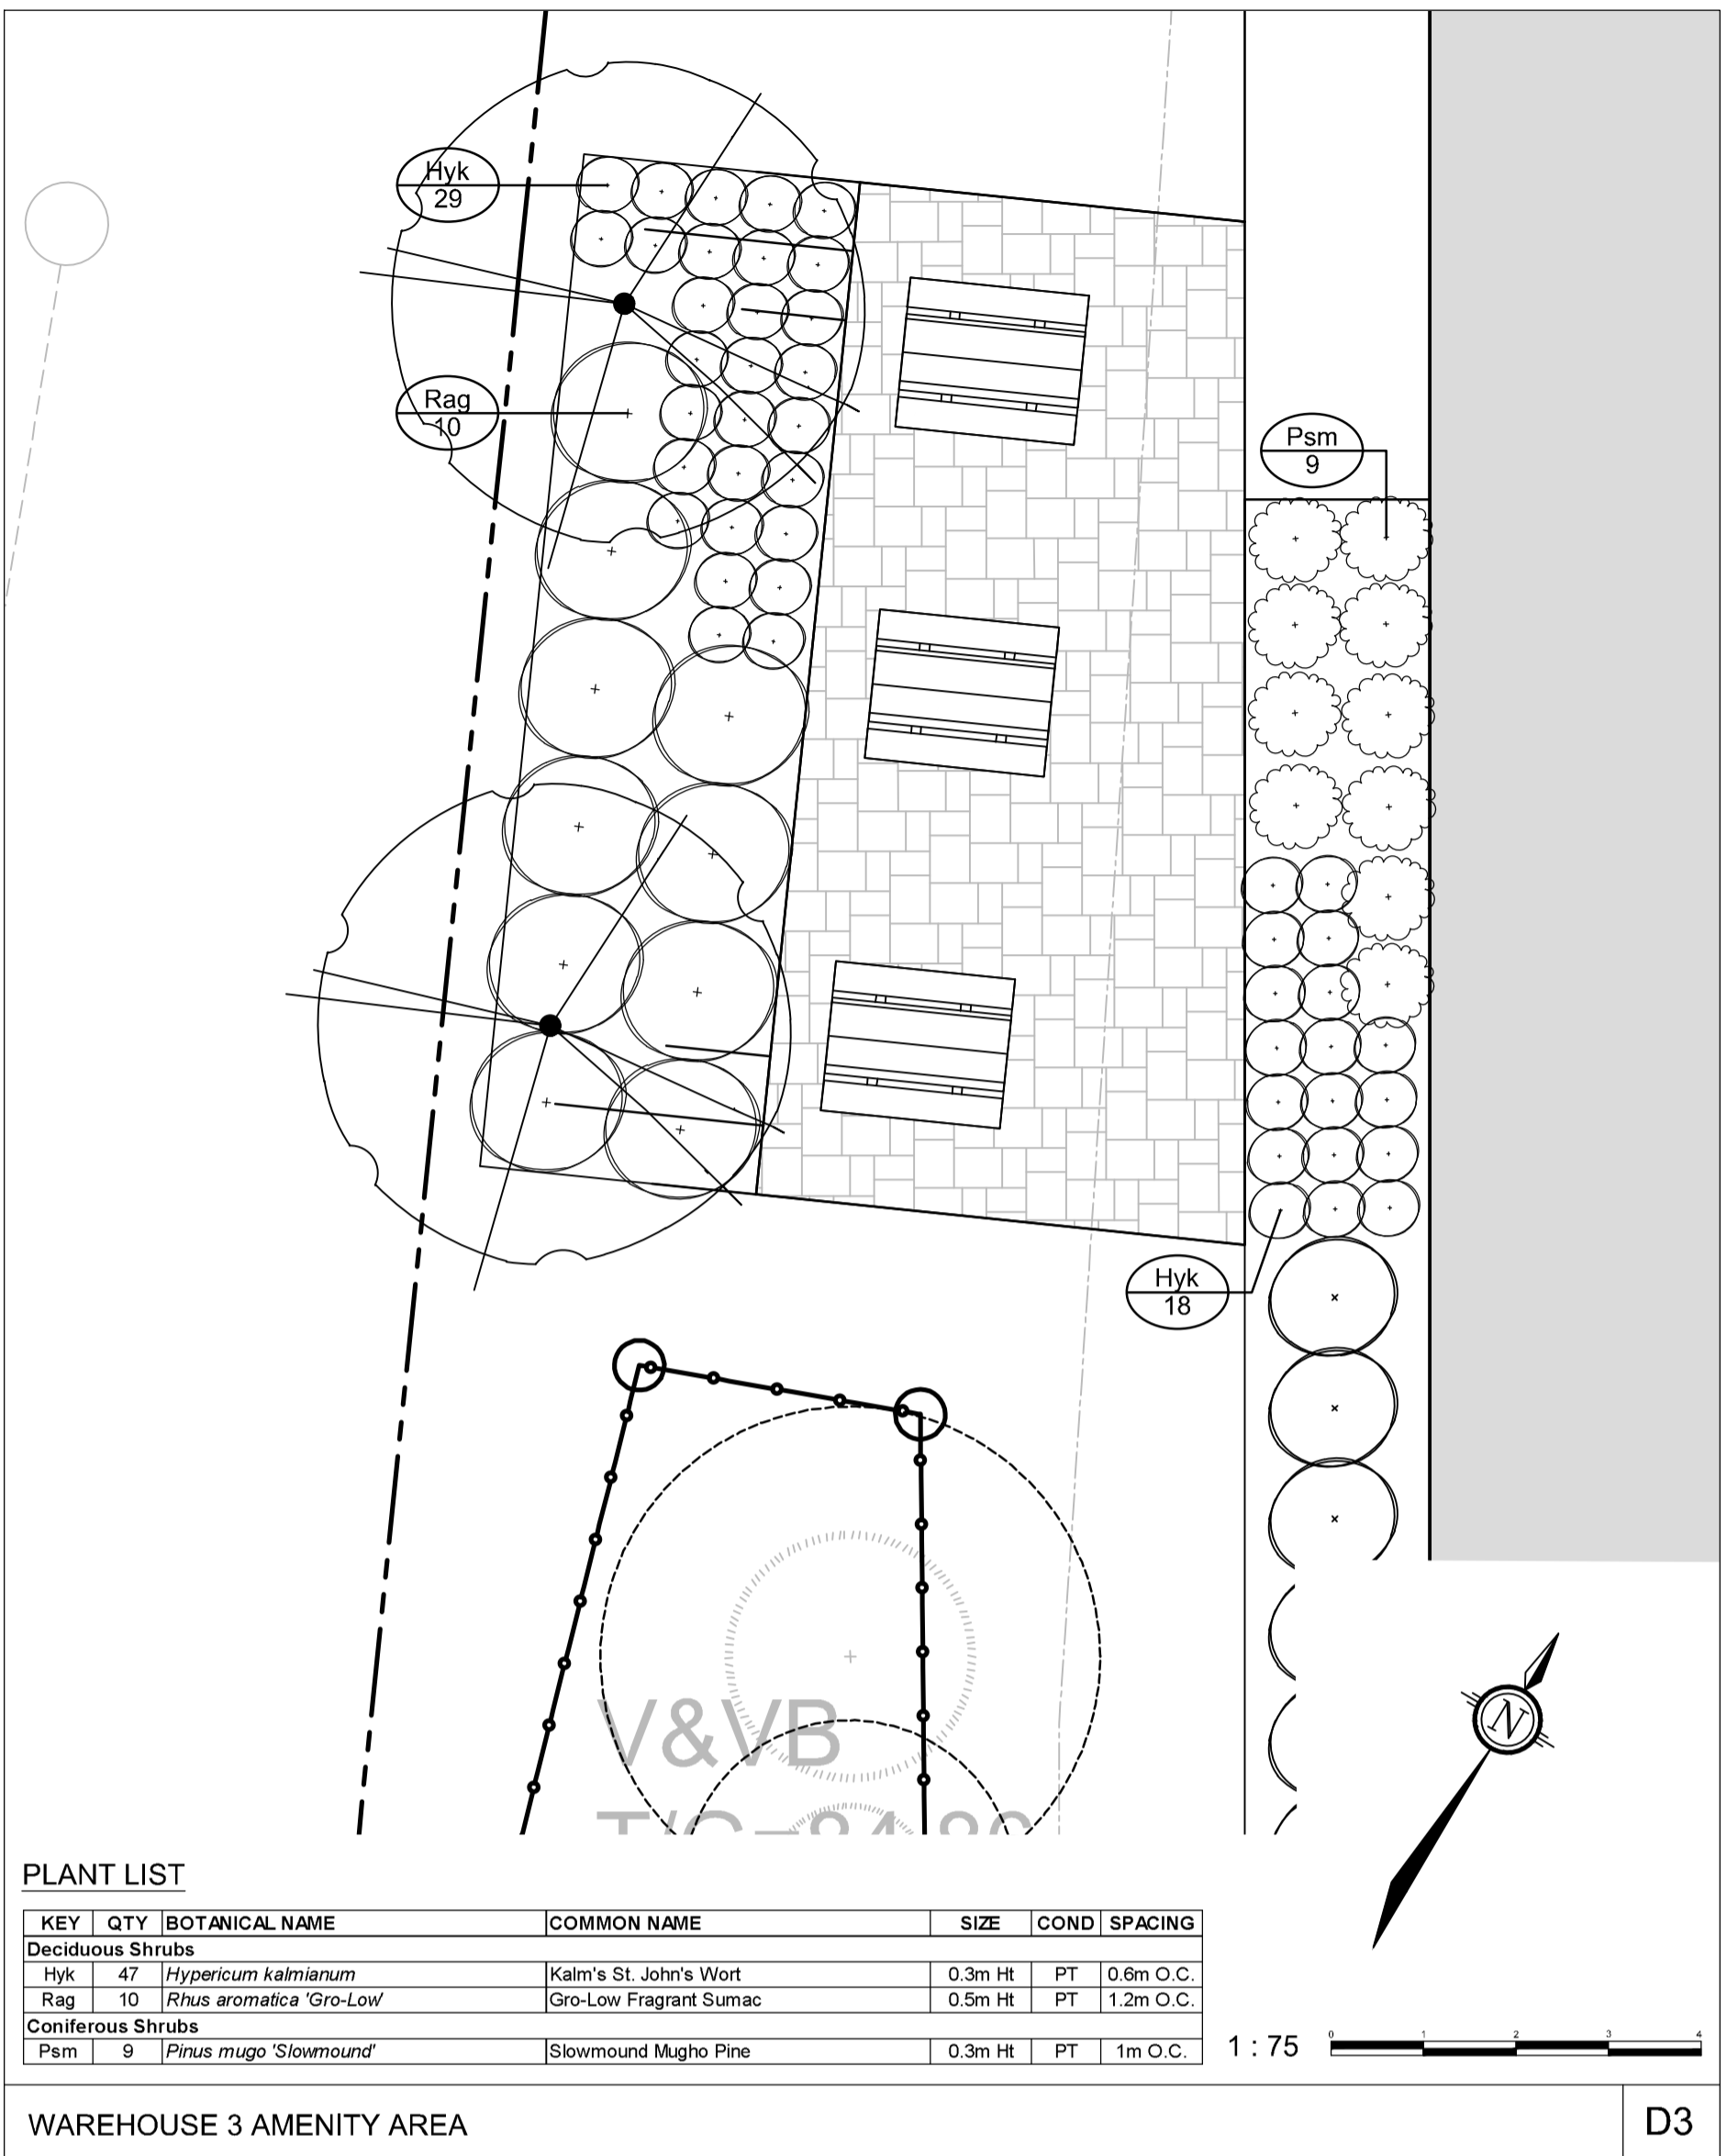 Hyk
29
Rag
10
Psm
9
Hyk
18
V&VB
N
PLANT LIST
KEY QTY BOTANICAL NAME COMMON NAME SIZE COND SPACING
Deciduous Shrubs
Hyk 47 Hypericum kalmianum Kalm's St. John's Wort 0.3m Ht PT 0.6m O.C.
Rag 10 Rhus aromatica 'Gro-Low' Gro-Low Fragrant Sumac 0.5m Ht PT 1.2m O.C.
Coniferous Shrubs
Psm 9 Pinus mugo 'Slowmound' Slowmound Mugho Pine 0.3m Ht PT 1m O.C.
1 : 75
0 1 2 3 4
WAREHOUSE 3 AMENITY AREA
D3